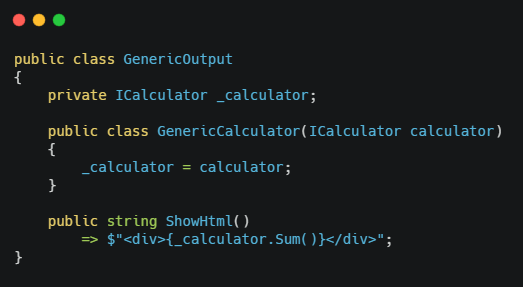 public class GenericOutput
{
    private ICalculator _calculator;

    public class GenericCalculator(ICalculator calculator)
    {
        _calculator = calculator;
    }

    public string ShowHtml()
        => $"<div>{_calculator.Sum()}</div>";
}